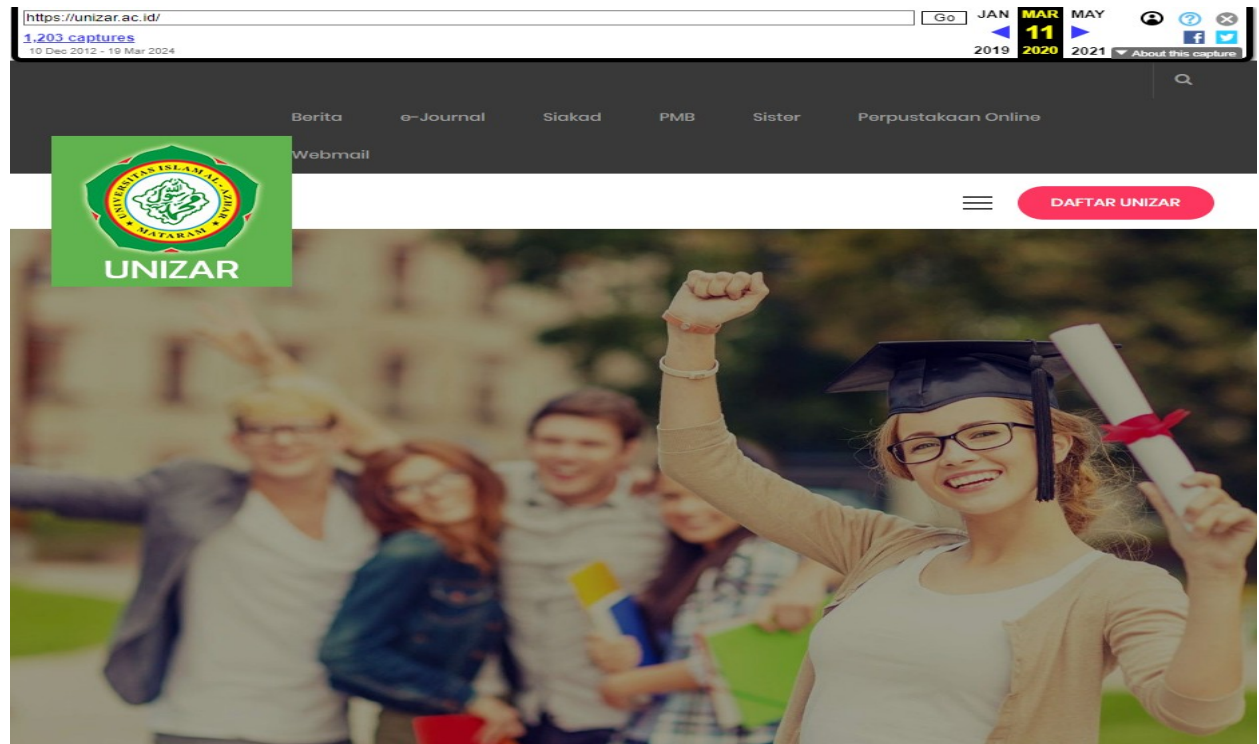 https://unizar.ac.id/
Go
JAN MAR MAY
1,203 captures
11
10 Dec 2012 - 19 Mar 2024
2019 2020 2021
About this capture
Berita e-Journal Siakad PMB Sister Perpustakaan Online
Webmail
UNIVERSITAS ISLAM AL-AZHAR
MATARAM
UNIZAR
DAFTAR UNIZAR